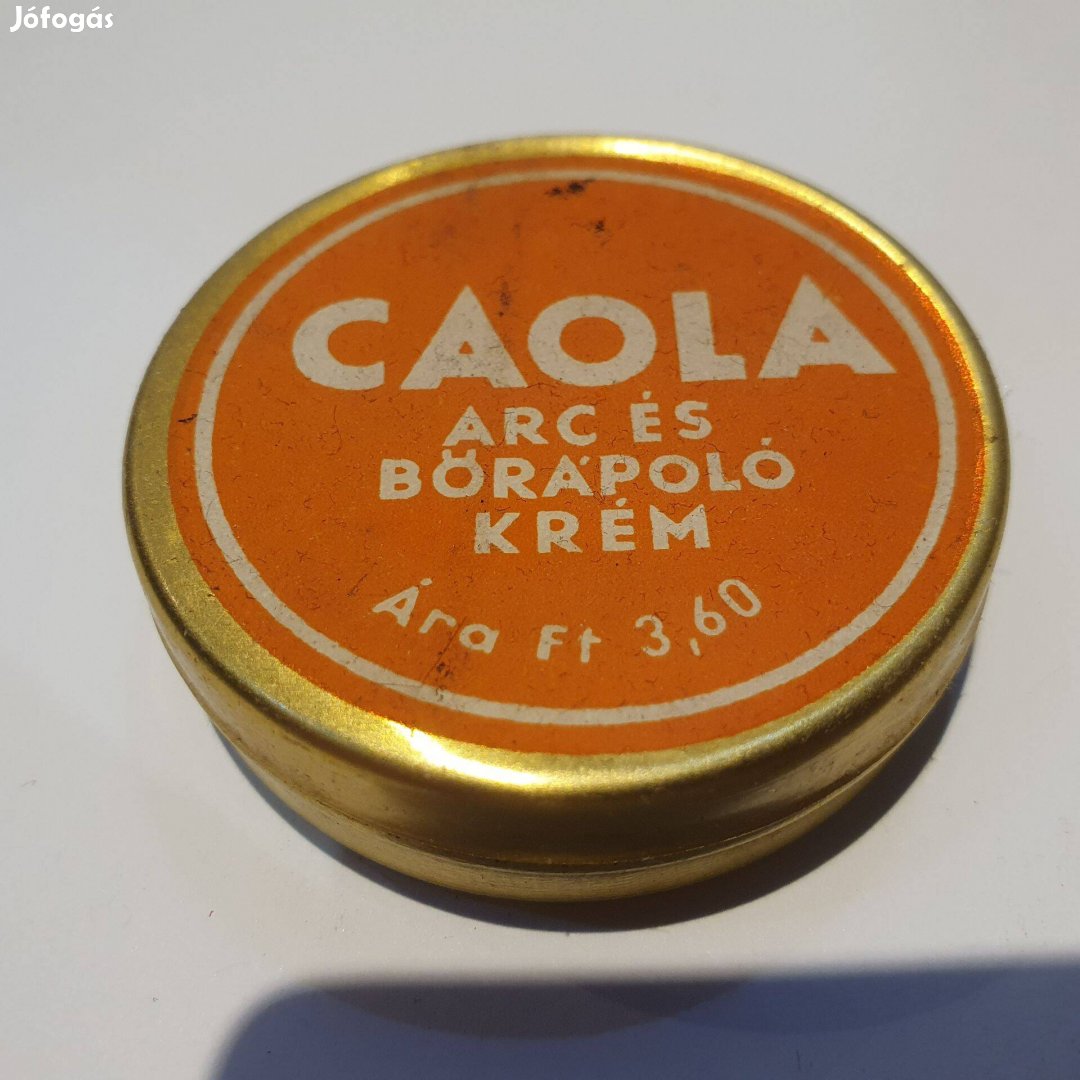 Jófogás
CAOLA
ARC ÉS
BŐRÁPOLÓ
KRÉM
Ára Ft 3,60